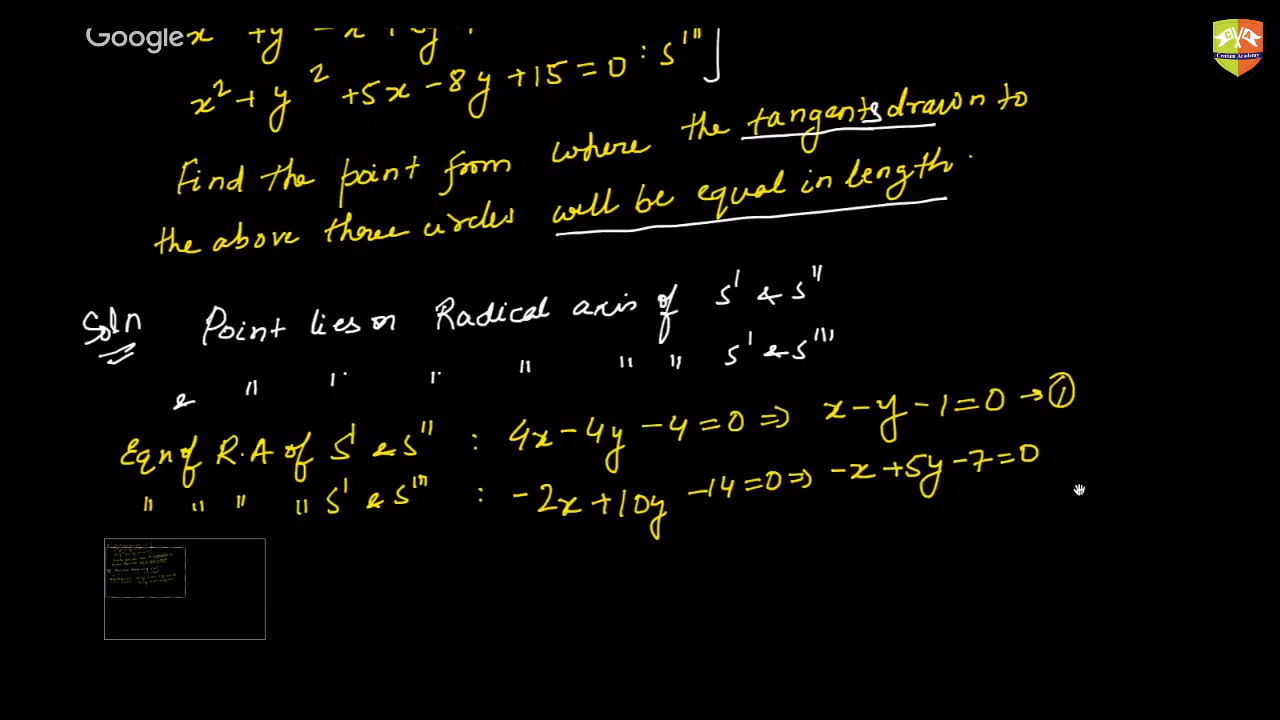 Google
x² + y² + 5x - 8y + 15 = 0 : s''' ]
Find the point from where the tangents drawn to
the above three circles will be equal in length.
Soln Point lies on Radical axis of s' & s''
& " " " " " " s' & s'''
Eqn of R.A of s' & s'' : 4x - 4y - 4 = 0 ⇒ x - y - 1 = 0 → ①
" " " " s' & s''' : -2x + 10y - 14 = 0 ⇒ -x + 5y - 7 = 0